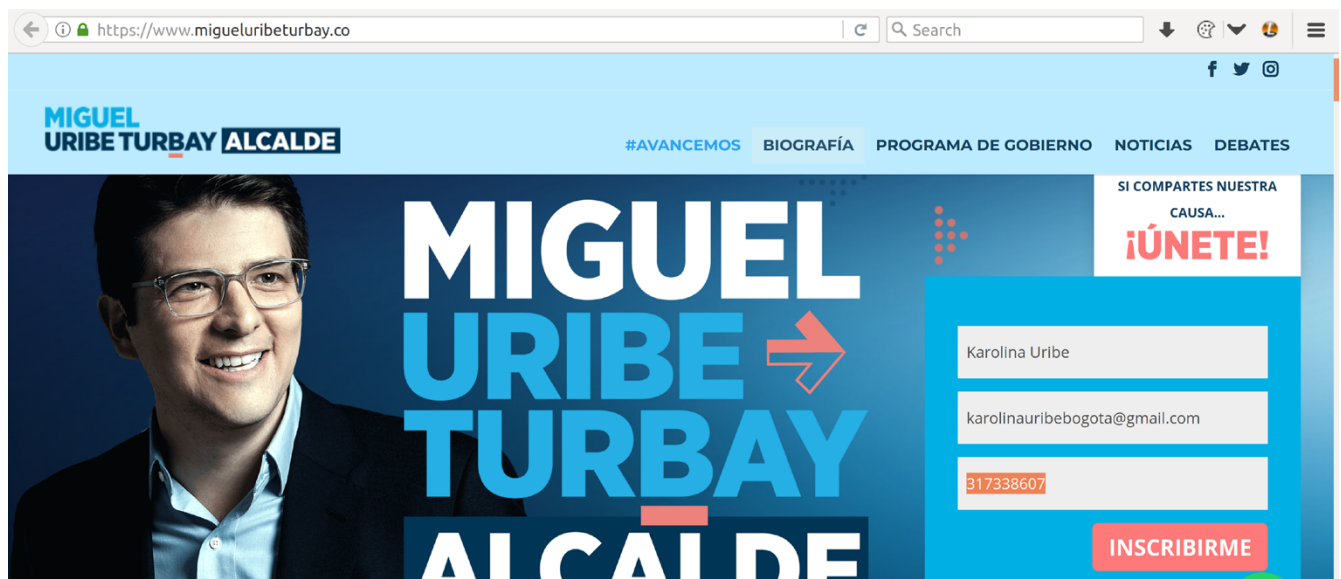 https://www.migueluribeturbay.co
Search
MIGUEL
URIBE TURBAY ALCALDE
#AVANCEMOS BIOGRAFÍA PROGRAMA DE GOBIERNO NOTICIAS DEBATES
MIGUEL
URIBE
TURBAY
ALCALDE
SI COMPARTES NUESTRA
CAUSA...
¡ÚNETE!
Karolina Uribe
karolinauribebogota@gmail.com
317338607
INSCRIBIRME